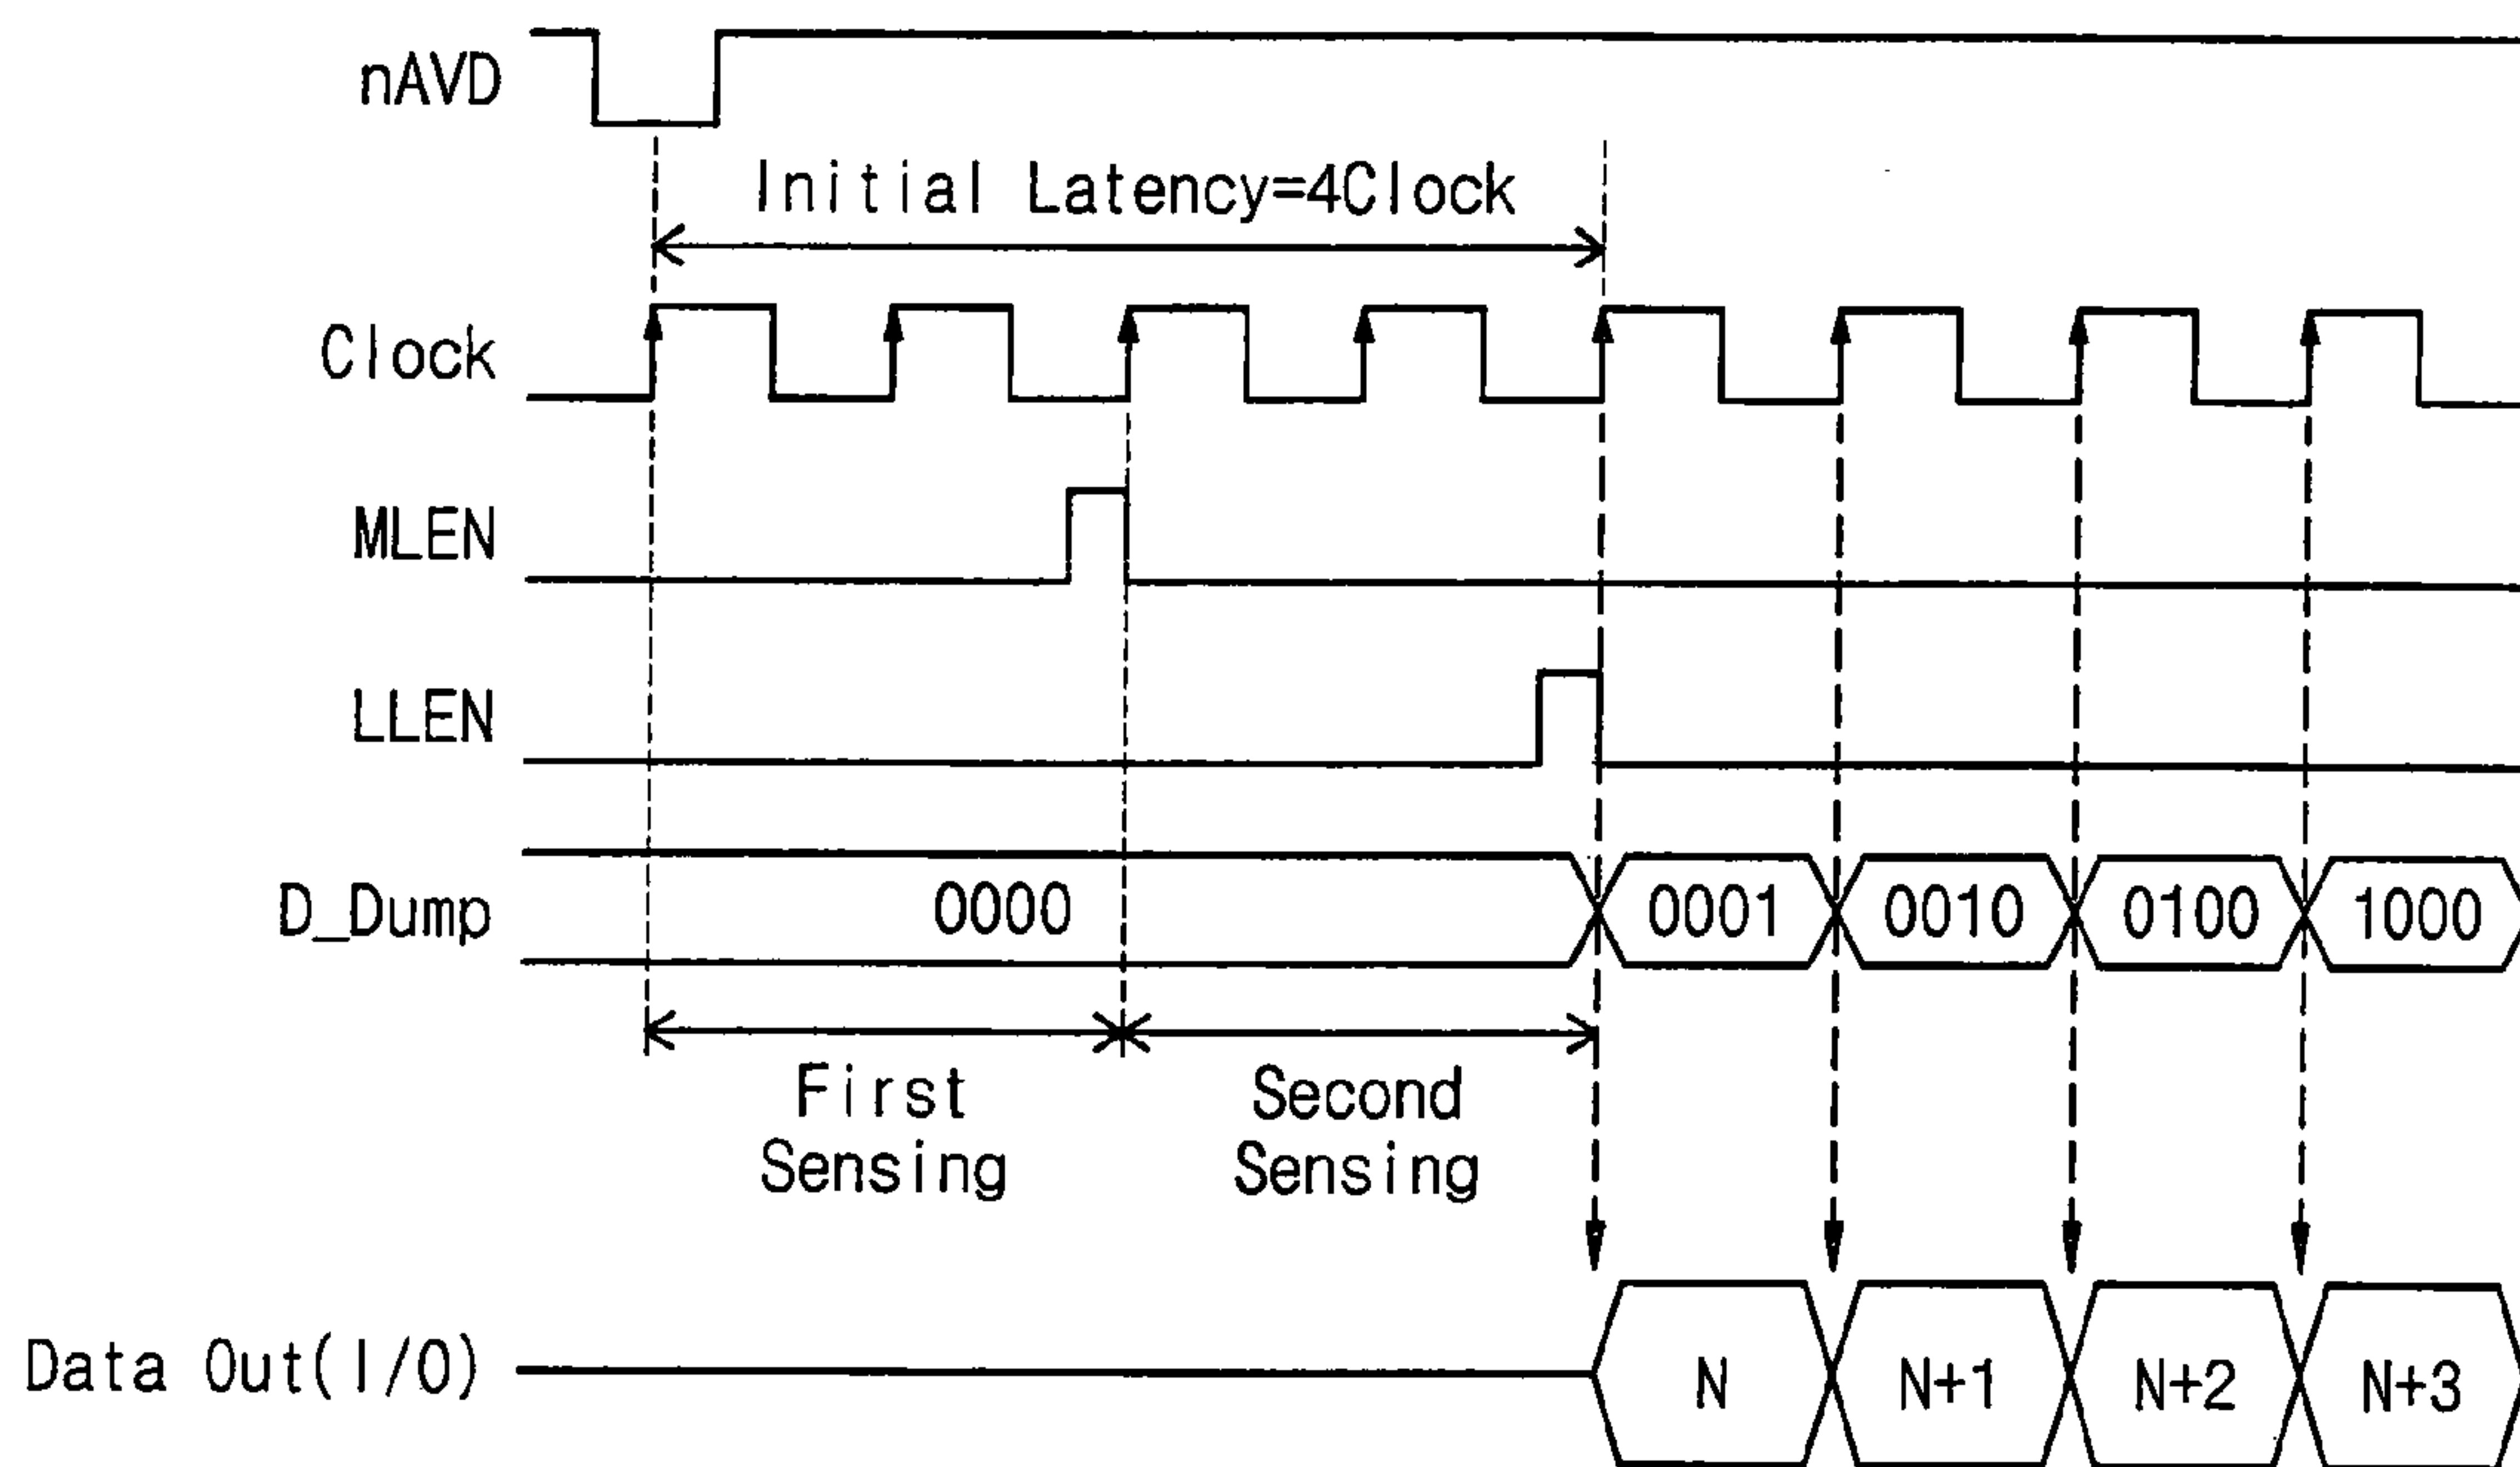 nAVD
Initial Latency=4Clock
Clock
MLEN
LLEN
D_Dump
0000
0001
0010
0100
1000
First
Sensing
Second
Sensing
Data Out(I/O)
N
N+1
N+2
N+3